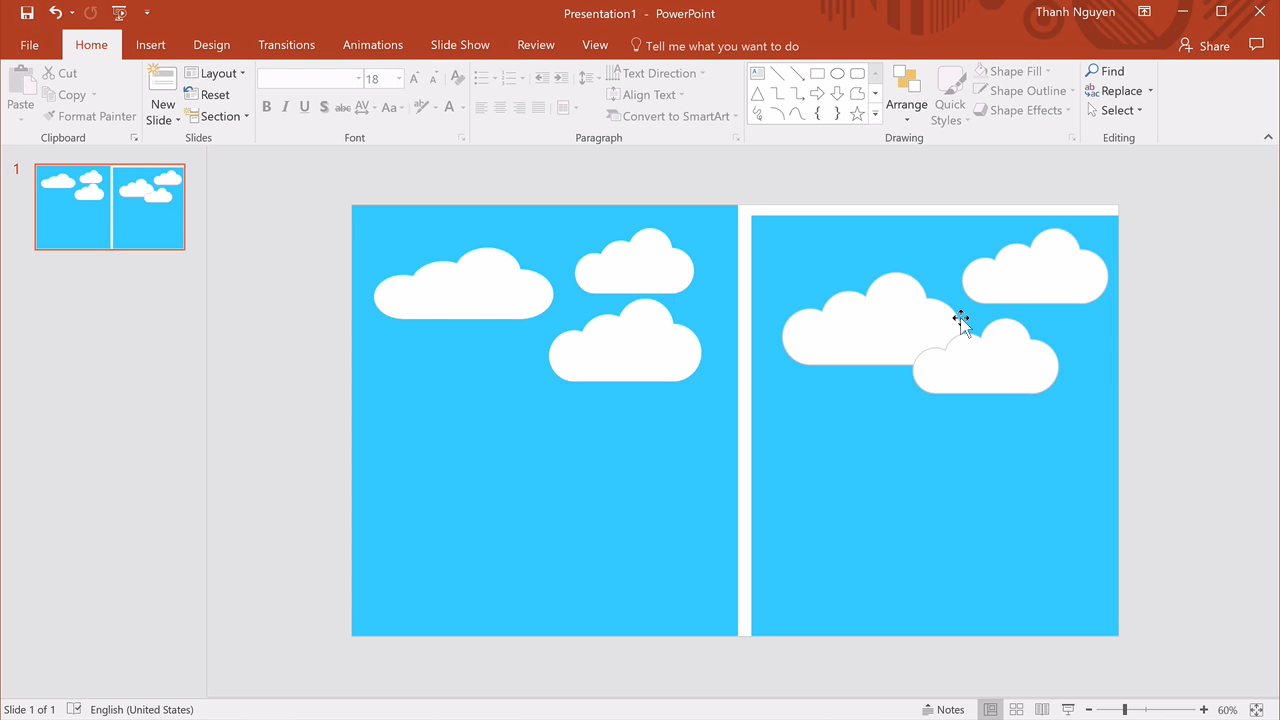 Presentation1 - PowerPoint
Thanh Nguyen
File Home Insert Design Transitions Animations Slide Show Review View Tell me what you want to do Share
Paste Cut Copy Format Painter
Clipboard
New Slide Layout Reset Section
Slides
18
B I U S abc AV Aa A
Font
Text Direction Align Text Convert to SmartArt
Paragraph
Arrange Quick Styles Shape Fill Shape Outline Shape Effects
Drawing
Find Replace Select
Editing
1
Slide 1 of 1 English (United States) Notes 60%